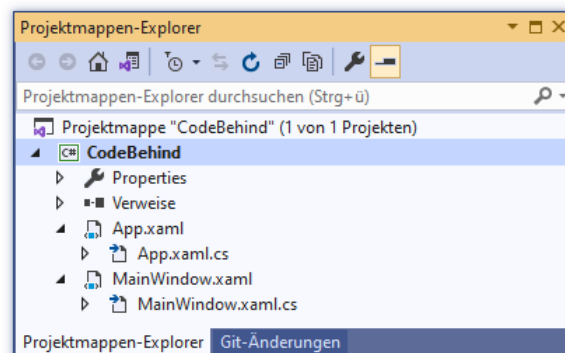 Projektmappen-Explorer
Projektmappen-Explorer durchsuchen (Strg+ü)
Projektmappe "CodeBehind" (1 von 1 Projekten)
C# CodeBehind
Properties
Verweise
App.xaml
App.xaml.cs
MainWindow.xaml
MainWindow.xaml.cs
Projektmappen-Explorer Git-Änderungen